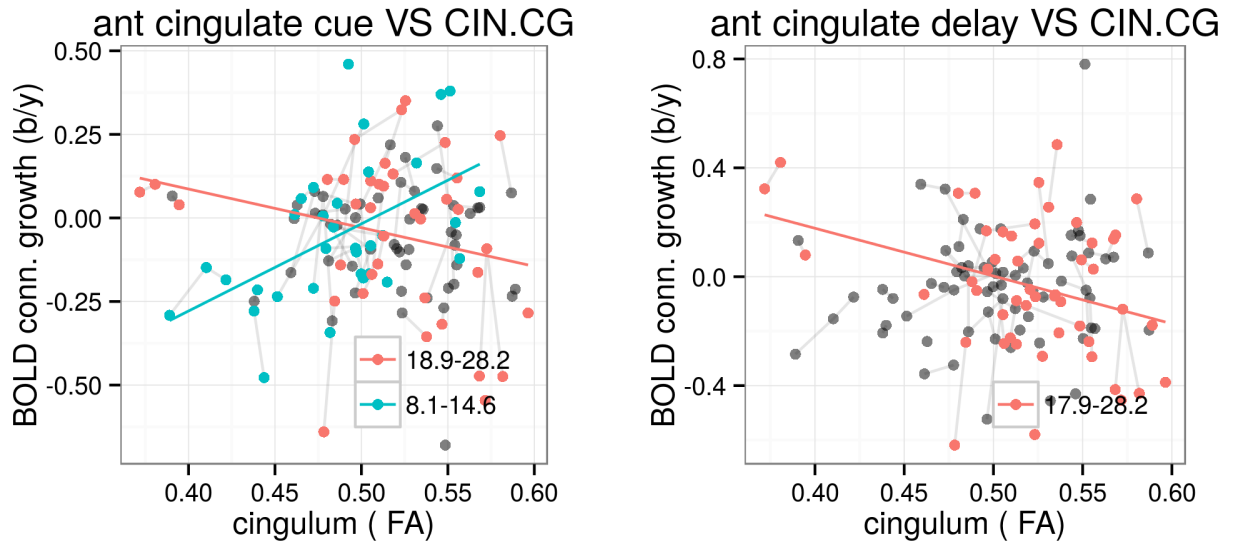 ant cingulate cue VS CIN.CG
BOLD conn. growth (b/y)
0.50
0.25
0.00
-0.25
-0.50
18.9-28.2
8.1-14.6
0.40 0.45 0.50 0.55 0.60
cingulum ( FA)
ant cingulate delay VS CIN.CG
BOLD conn. growth (b/y)
0.8
0.4
0.0
-0.4
17.9-28.2
0.40 0.45 0.50 0.55 0.60
cingulum ( FA)